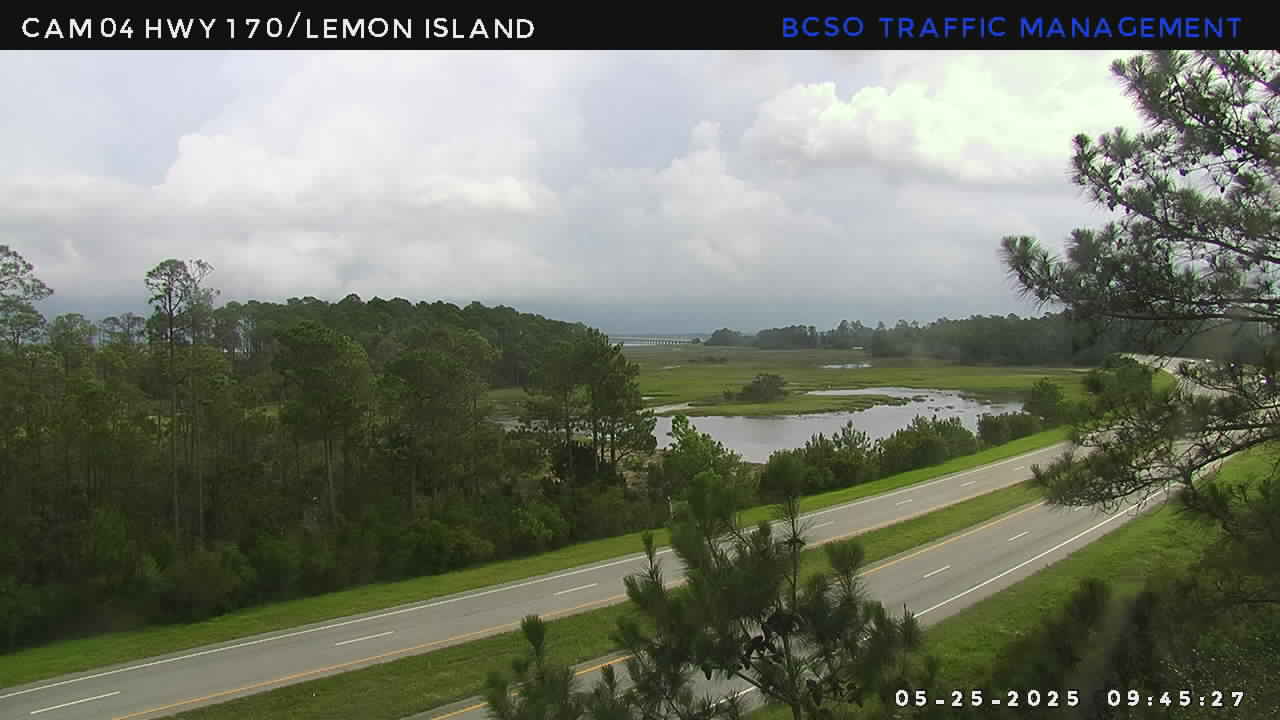 CAM04 HWY 170/LEMON ISLAND
BCSO TRAFFIC MANAGEMENT
05-25-2025 09:45:27